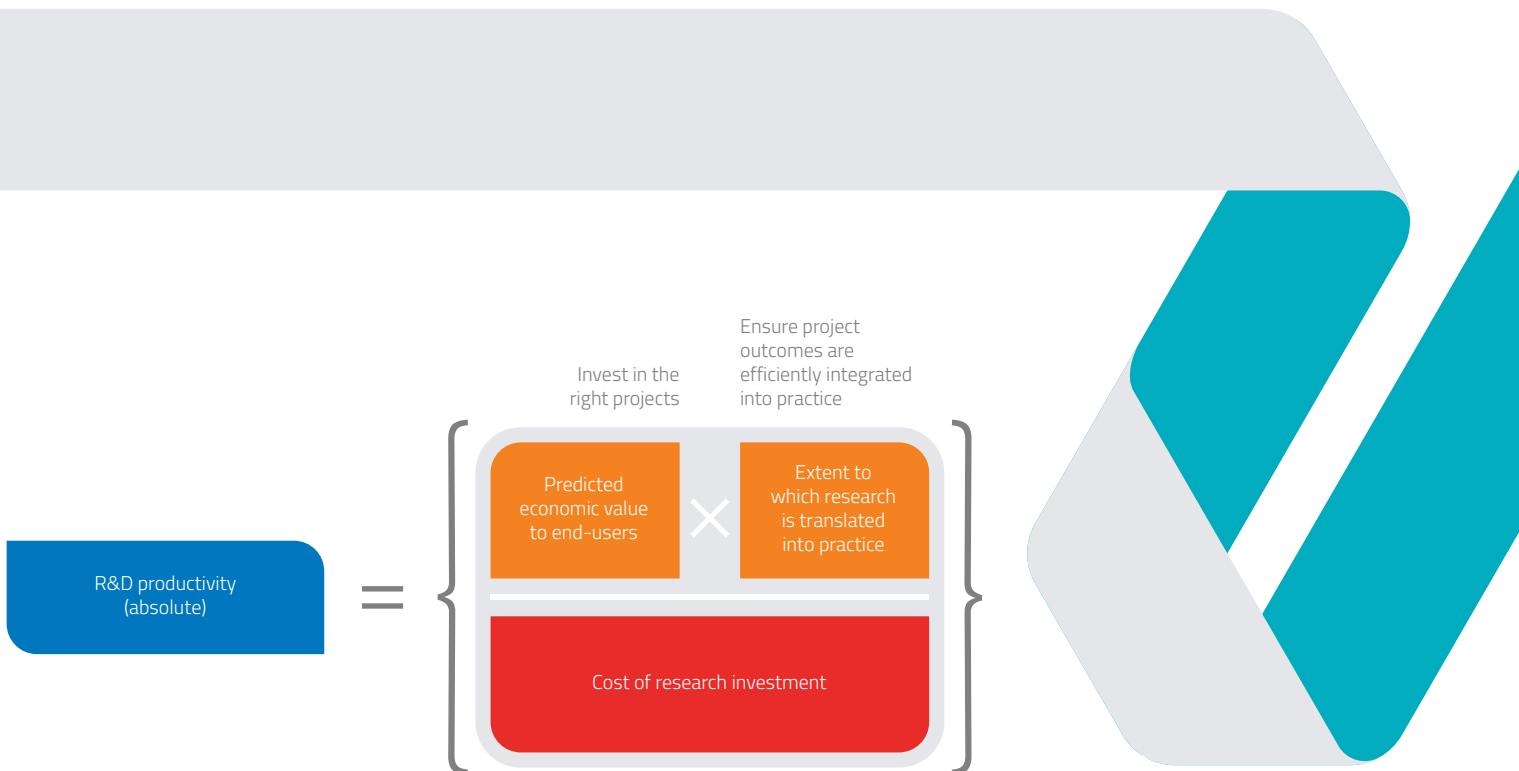 Invest in the
right projects
Ensure project
outcomes are
efficiently integrated
into practice
R&D productivity
(absolute)
=
{
Predicted
economic value
to end-users
×
Extent to
which research
is translated
into practice
}
Cost of research investment